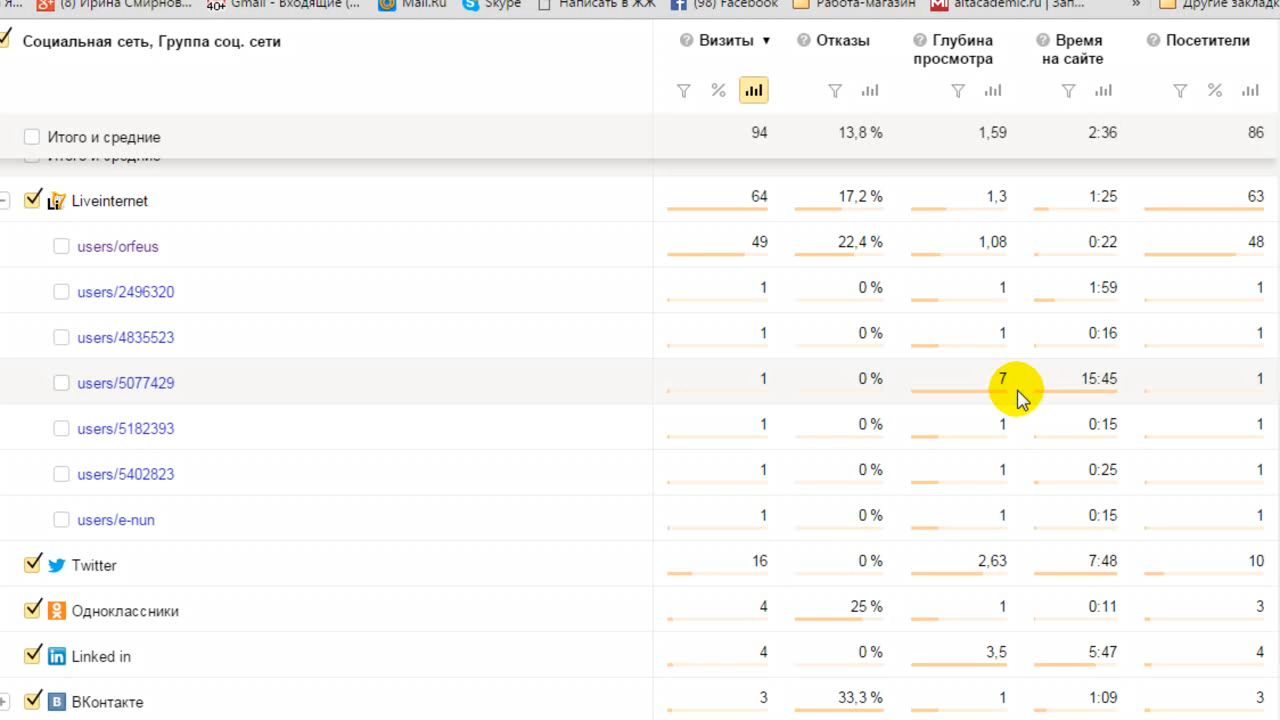 (8) Ирина Смирнов... Gmail - Входящие (... Mail.Ru Skype Написать в ЖЖ (98) Facebook Работа-магазин altacademic.ru | Зап... » Другие закладк
Социальная сеть, Группа соц. сети Визиты ▼ Отказы Глубина просмотра Время на сайте Посетители
Итого и средние 94 13,8 % 1,59 2:36 86
Liveinternet 64 17,2 % 1,3 1:25 63
users/orfeus 49 22,4 % 1,08 0:22 48
users/2496320 1 0 % 1 1:59 1
users/4835523 1 0 % 1 0:16 1
users/5077429 1 0 % 7 15:45 1
users/5182393 1 0 % 1 0:15 1
users/5402823 1 0 % 1 0:25 1
users/e-nun 1 0 % 1 0:15 1
Twitter 16 0 % 2,63 7:48 10
Одноклассники 4 25 % 1 0:11 3
Linked in 4 0 % 3,5 5:47 4
ВКонтакте 3 33,3 % 1 1:09 3